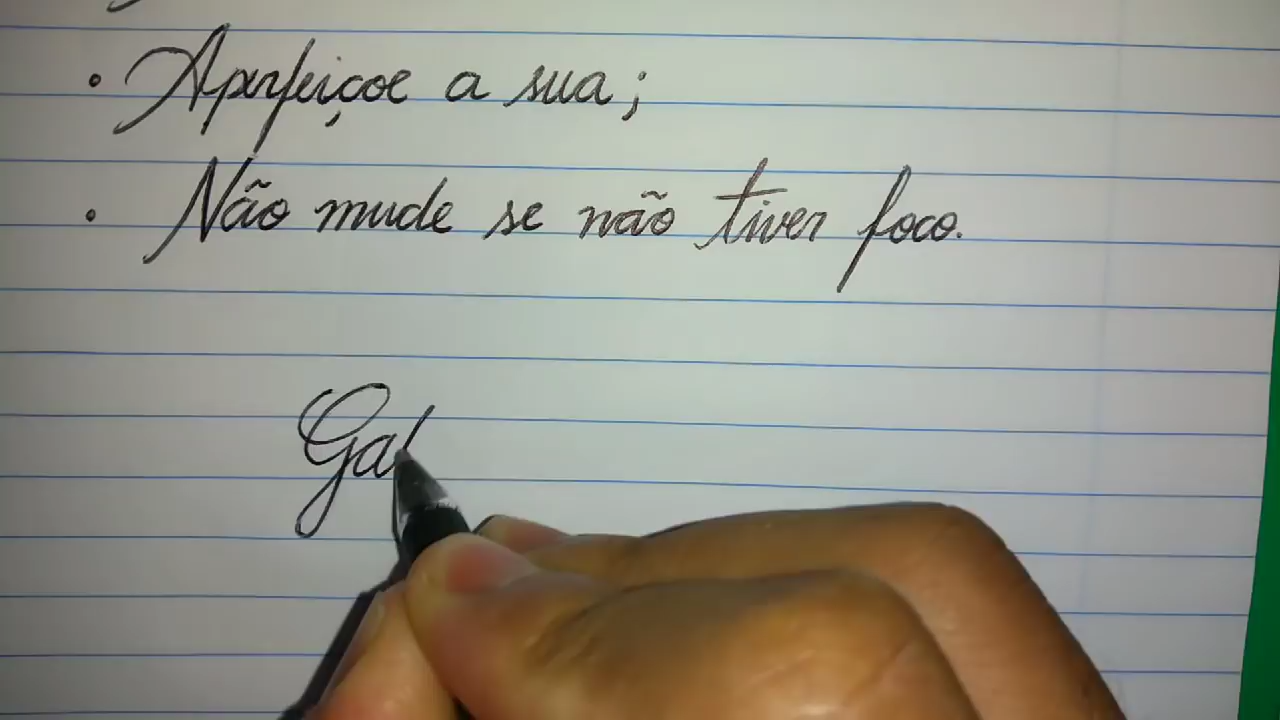 • Aperfeiçoe a sua;
• Não mude se não tiver foco.
Gal